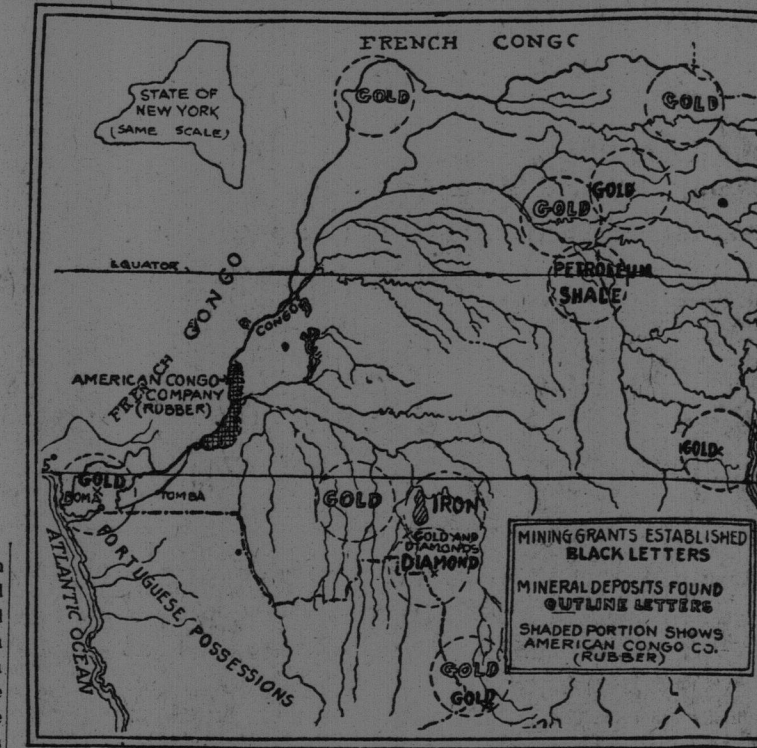 FRENCH CONGO
STATE OF
NEW YORK
(SAME SCALE)
GOLD
GOLD
GOLD
GOLD
EQUATOR
PETROLEUM
SHALE
FRENCH CONGO
CONGO
AMERICAN CONGO
COMPANY
(RUBBER)
GOLD
5°
GOLD
BOMA
TOMBA
GOLD
IRON
GOLD AND
DIAMONDS
DIAMOND
ATLANTIC OCEAN
PORTUGUESE POSSESSIONS
GOLD
GOLD
MINING GRANTS ESTABLISHED
BLACK LETTERS
MINERAL DEPOSITS FOUND
OUTLINE LETTERS
SHADED PORTION SHOWS
AMERICAN CONGO CO.
(RUBBER)